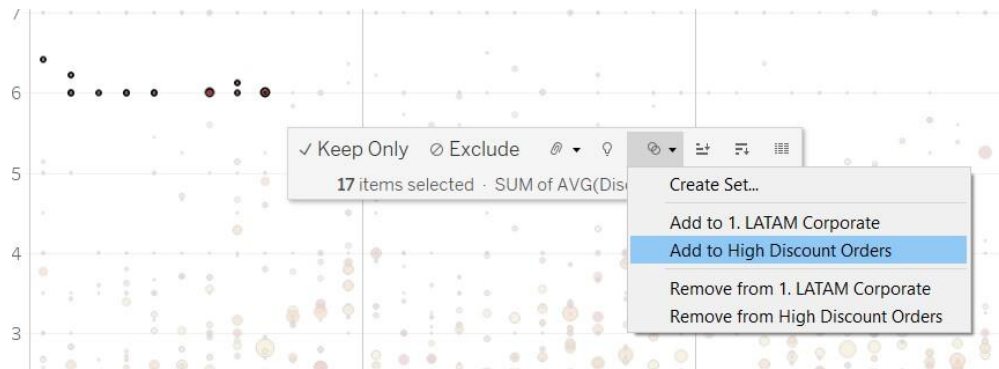 7
6
✓ Keep Only ⊘ Exclude
5
17 items selected · SUM of AVG(Disc
Create Set...
Add to 1. LATAM Corporate
4
Add to High Discount Orders
Remove from 1. LATAM Corporate
Remove from High Discount Orders
3